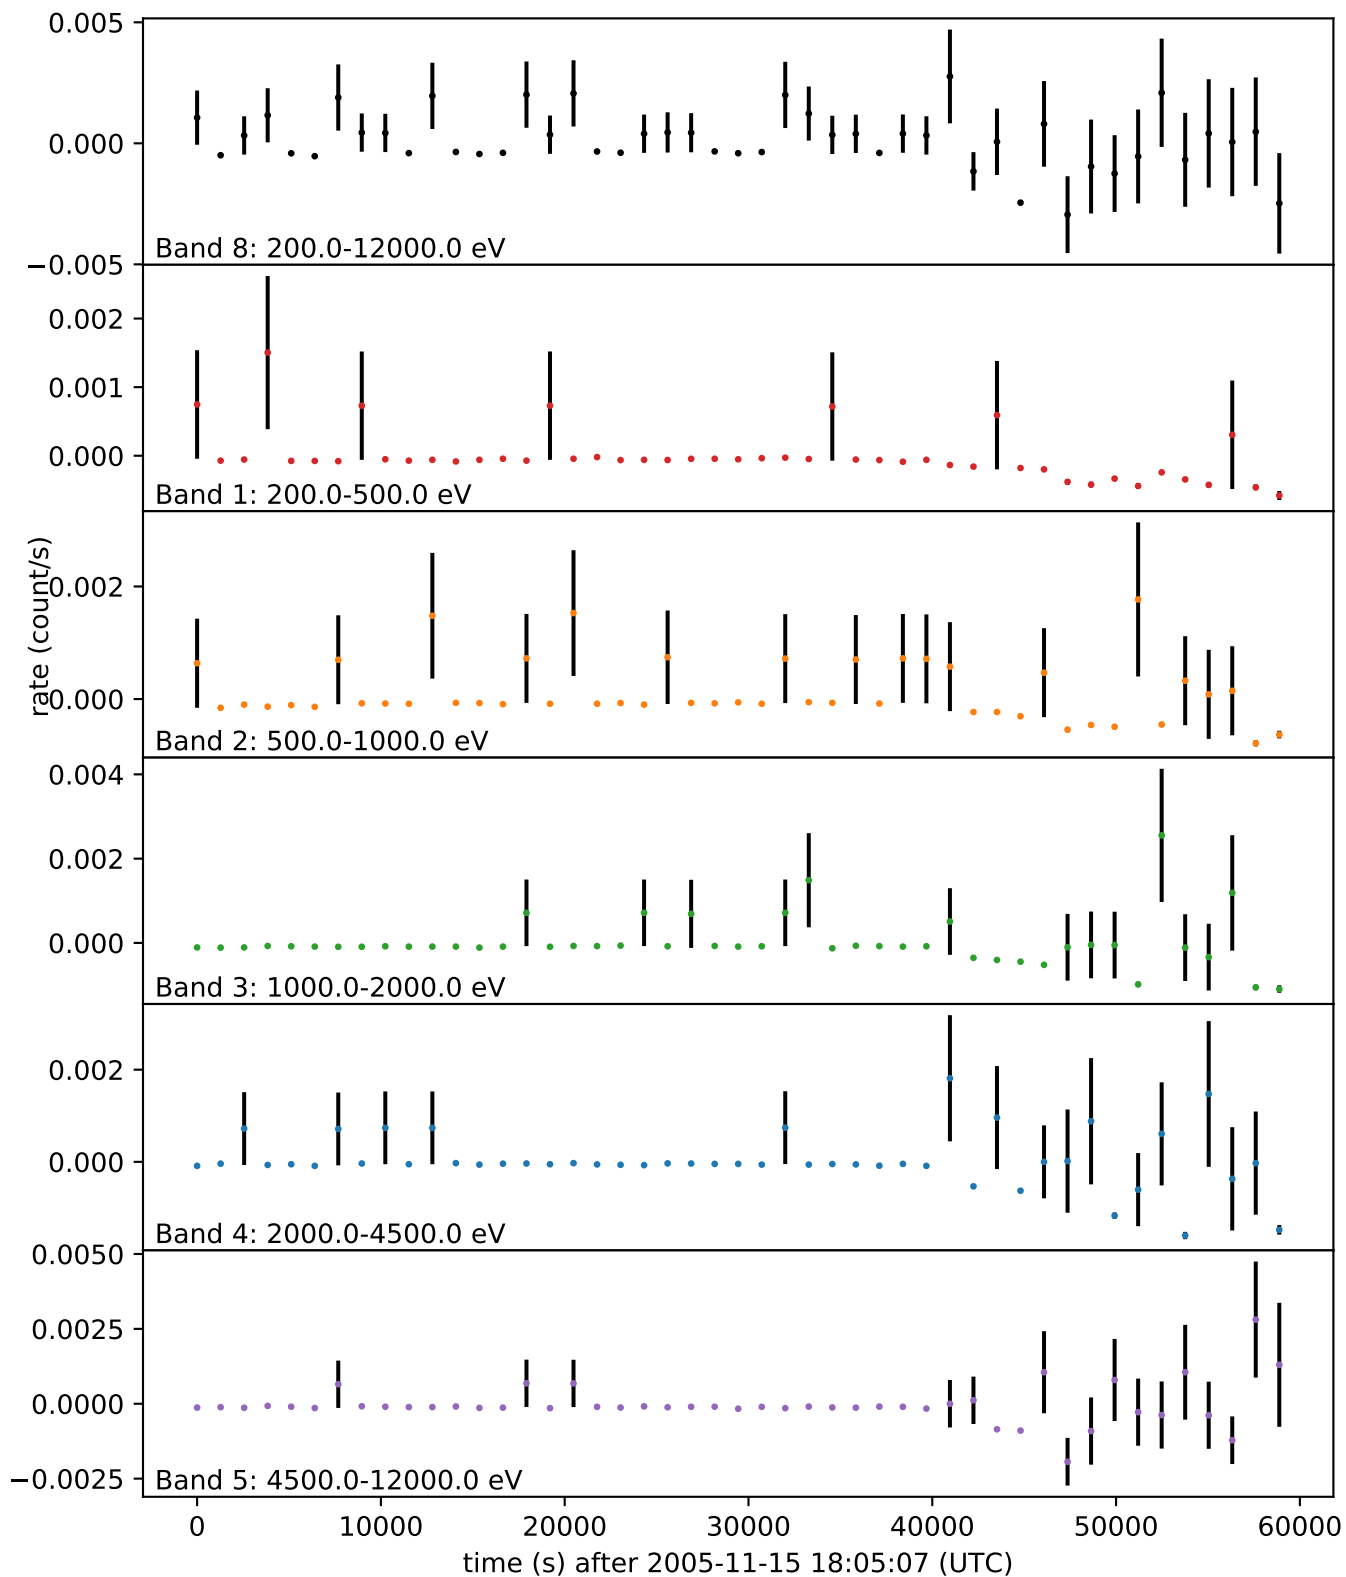 0.005
0.000
−0.005
Band 8: 200.0-12000.0 eV
0.002
0.001
0.000
Band 1: 200.0-500.0 eV
rate (count/s)
0.002
0.000
Band 2: 500.0-1000.0 eV
0.004
0.002
0.000
Band 3: 1000.0-2000.0 eV
0.002
0.000
Band 4: 2000.0-4500.0 eV
0.0050
0.0025
0.0000
−0.0025
Band 5: 4500.0-12000.0 eV
0 10000 20000 30000 40000 50000 60000
time (s) after 2005-11-15 18:05:07 (UTC)